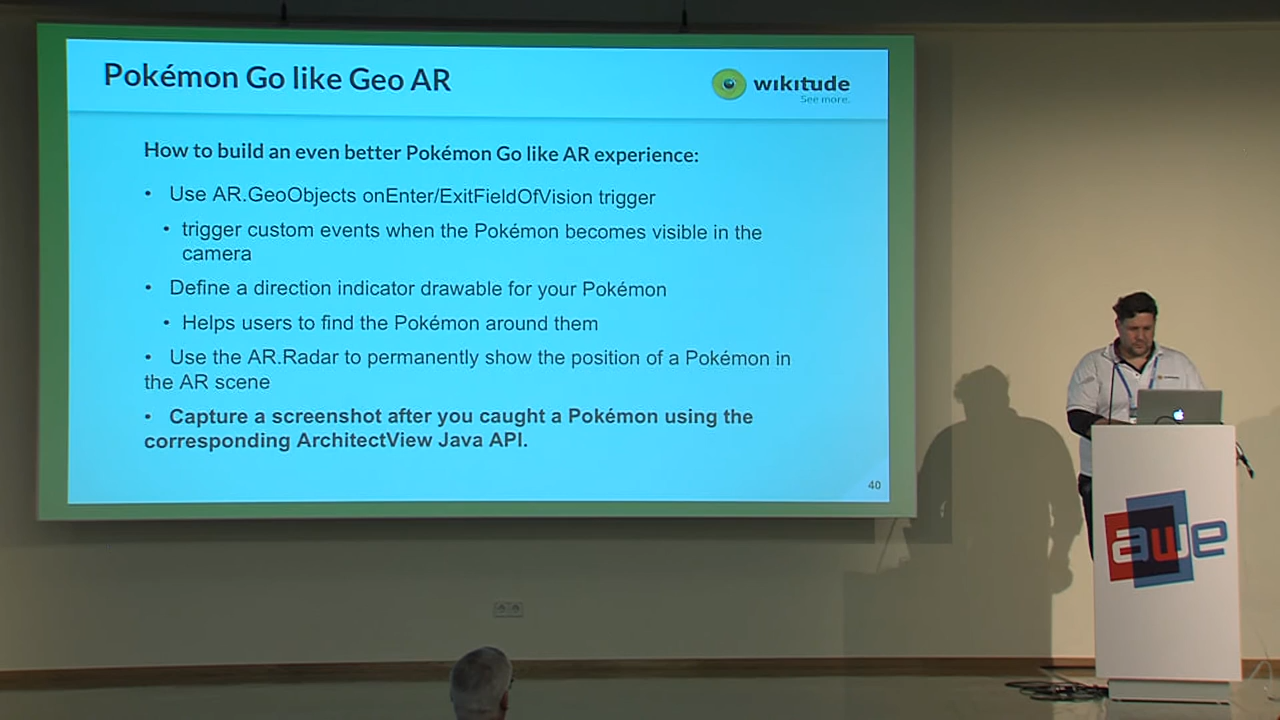 Pokémon Go like Geo AR
wikitude
See more.
How to build an even better Pokémon Go like AR experience:
• Use AR.GeoObjects onEnter/ExitFieldOfVision trigger
• trigger custom events when the Pokémon becomes visible in the
camera
• Define a direction indicator drawable for your Pokémon
• Helps users to find the Pokémon around them
• Use the AR.Radar to permanently show the position of a Pokémon in
the AR scene
• Capture a screenshot after you caught a Pokémon using the
corresponding ArchitectView Java API.
40
awe